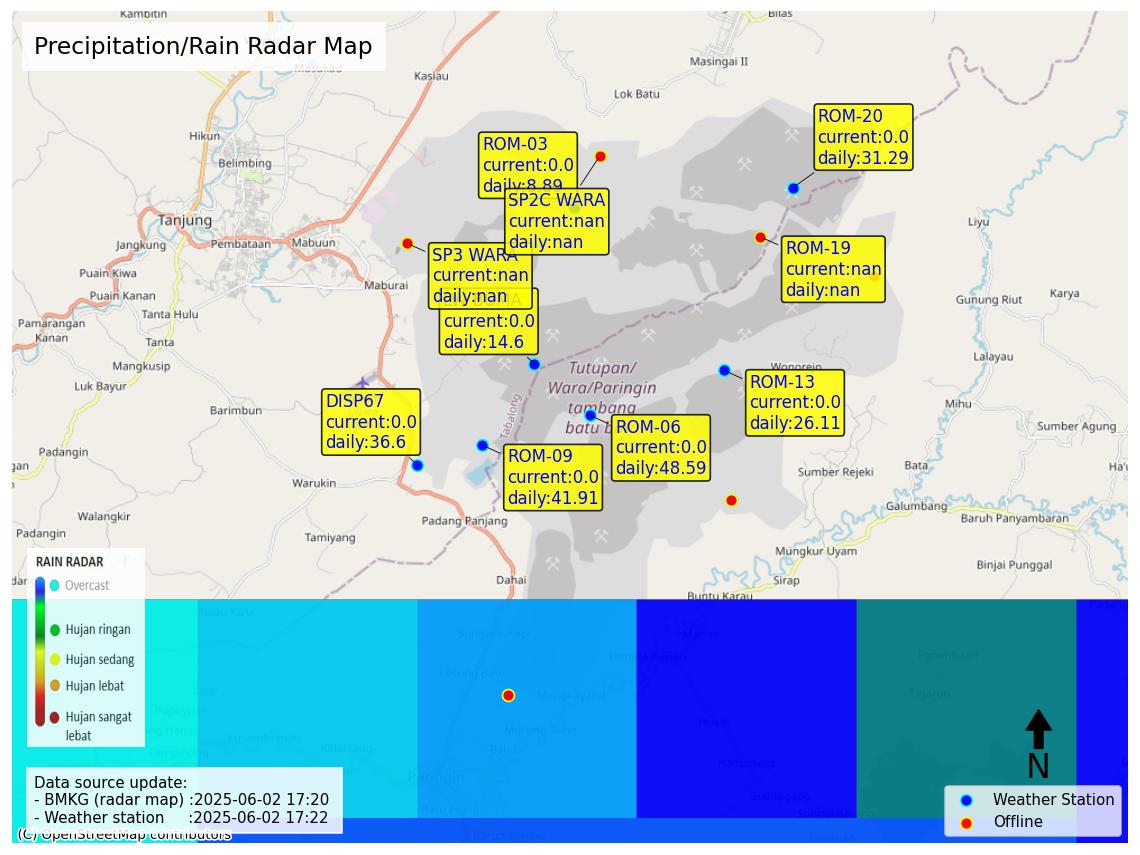 Kambitin
Bilas
Precipitation/Rain Radar Map
Masukau
Kasiau
Masingai II
Lok Batu
ROM-20
current:0.0
daily:31.29
Hikun
ROM-03
current:0.0
daily:8.89
Belimbing
SP2C WARA
current:nan
daily:nan
Tanjung
Liyu
Jangkung
Pembataan
Mabuun
SP3 WARA
current:nan
daily:nan
ROM-19
current:nan
daily:nan
Puain Kiwa
Maburai
Puain Kanan
Gunung Riut
Karya
Tanta Hulu
current:0.0
daily:14.6
Pamarangan
Kanan
Tanta
Lalayau
Mangkusip
Tutupan/
Wara/Paringin
tambang
batu b
Wonorejo
Luk Bayur
ROM-13
current:0.0
daily:26.11
DISP67
current:0.0
daily:36.6
Barimbun
Tabalong
Mihu
ROM-06
current:0.0
daily:48.59
Sumber Agung
ROM-09
current:0.0
daily:41.91
Sumber Rejeki
Bata
Ha'u
Warukin
Galumbang
Walangkir
Padang Panjang
Baruh Panyambaran
Padangin
Tamiyang
Mungkur Uyam
Binjai Punggal
RAIN RADAR
Overcast
Hujan ringan
Hujan sedang
Hujan lebat
Hujan sangat
lebat
Dahai
Sirap
Buntu Karau
Mangkayahu
Murung Dung
Paringin
Hamarung
N
Data source update:
- BMKG (radar map) :2025-06-02 17:20
- Weather station :2025-06-02 17:22
Weather Station
Offline
(C) OpenStreetMap contributors